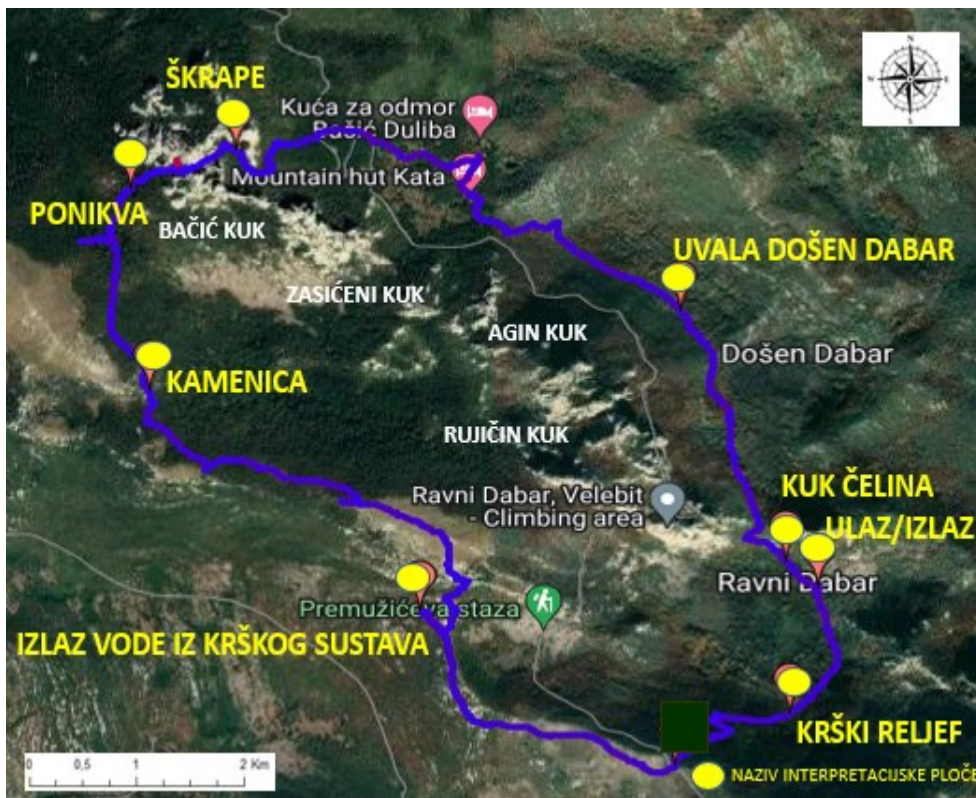 N
W E
S
ŠKRAPE
Kuća za odmor
Bašić Duliba
Mountain hut Kata
PONIKVA
BAČIĆ KUK
ZASIĆENI KUK
UVALA DOŠEN DABAR
AGIN KUK
Došen Dabar
KAMENICA
RUJIČIN KUK
KUK ČELINA
Ravni Dabar, Velebit
- Climbing area
ULAZ/IZLAZ
Ravni Dabar
Premužićeva staza
IZLAZ VODE IZ KRŠKOG SUSTAVA
KRŠKI RELJEF
0 0,5 1 2 Km
NAZIV INTERPRETACIJSKE PLOČE